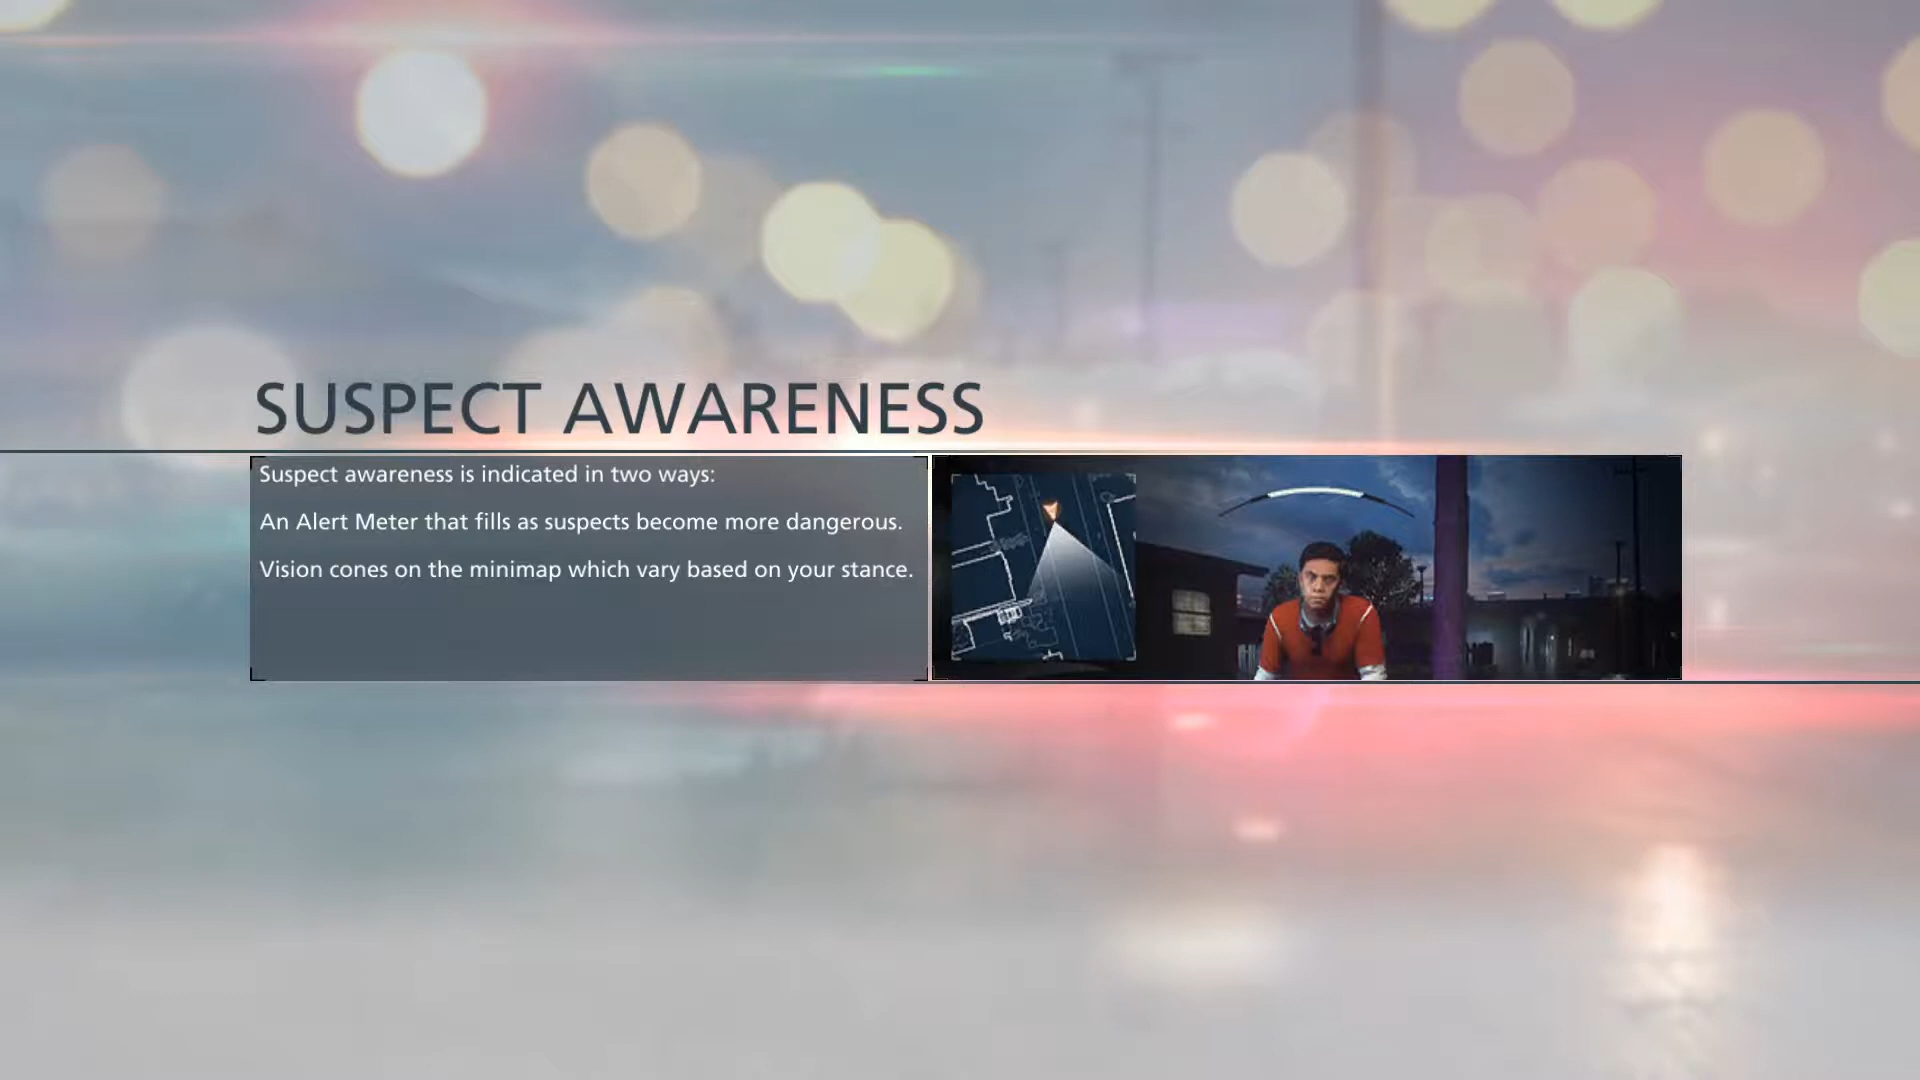 SUSPECT AWARENESS
Suspect awareness is indicated in two ways:
An Alert Meter that fills as suspects become more dangerous.
Vision cones on the minimap which vary based on your stance.